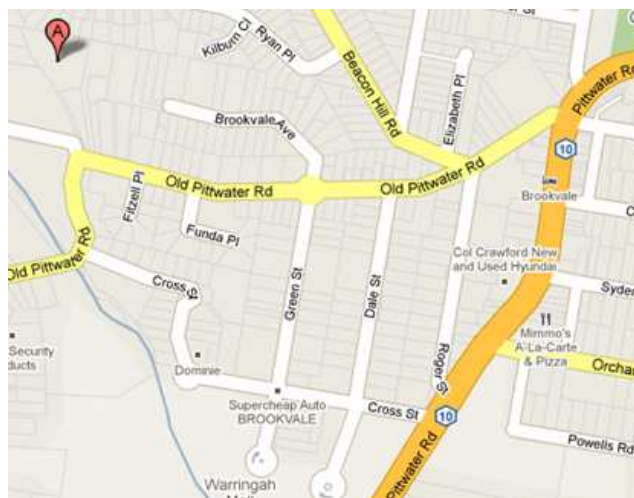 A
Kilburn Cl
Ryan Pl
Beacon Hill Rd
Elizabeth Pl
Pittwater Rd
Brookvale Ave
10
Old Pittwater Rd
Old Pittwater Rd
Fitzell Pl
Funda Pl
Brookvale
Old Pittwater Rd
Cross St
Green St
Dale St
Col Crawford New
and Used Hyundai
Syde
Mimmo's
A-La-Carte
& Pizza
Security
ducts
Dominie
Roger St
Orchar
Supercheap Auto
BROOKVALE
Cross St
10
Pittwater Rd
Powells Rd
Warringah